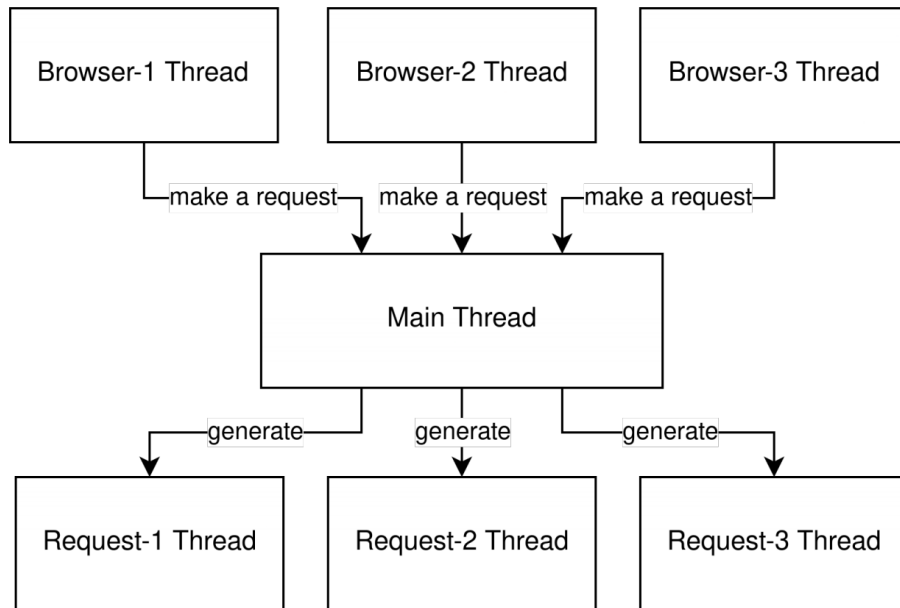 Browser-1 Thread
Browser-2 Thread
Browser-3 Thread
make a request
make a request
make a request
Main Thread
generate
generate
generate
Request-1 Thread
Request-2 Thread
Request-3 Thread